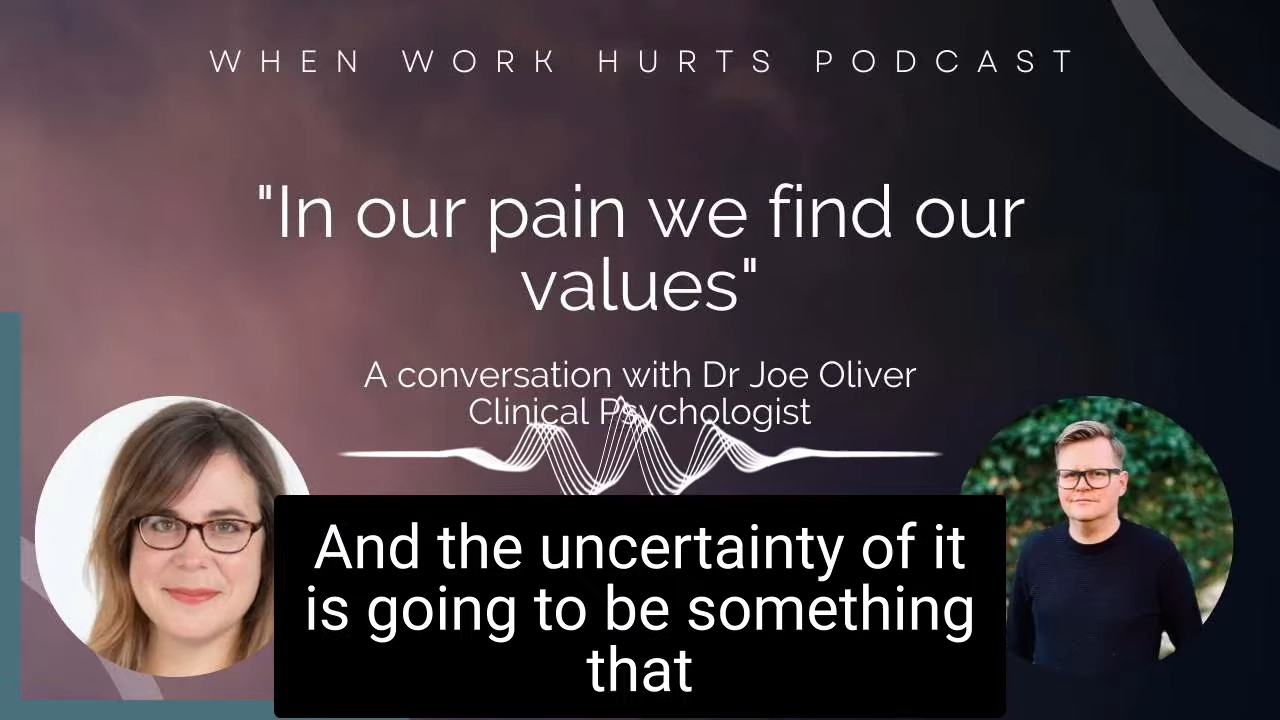 WHEN WORK HURTS PODCAST
"In our pain we find our
values"
A conversation with Dr Joe Oliver
Clinical Psychologist
And the uncertainty of it
is going to be something
that